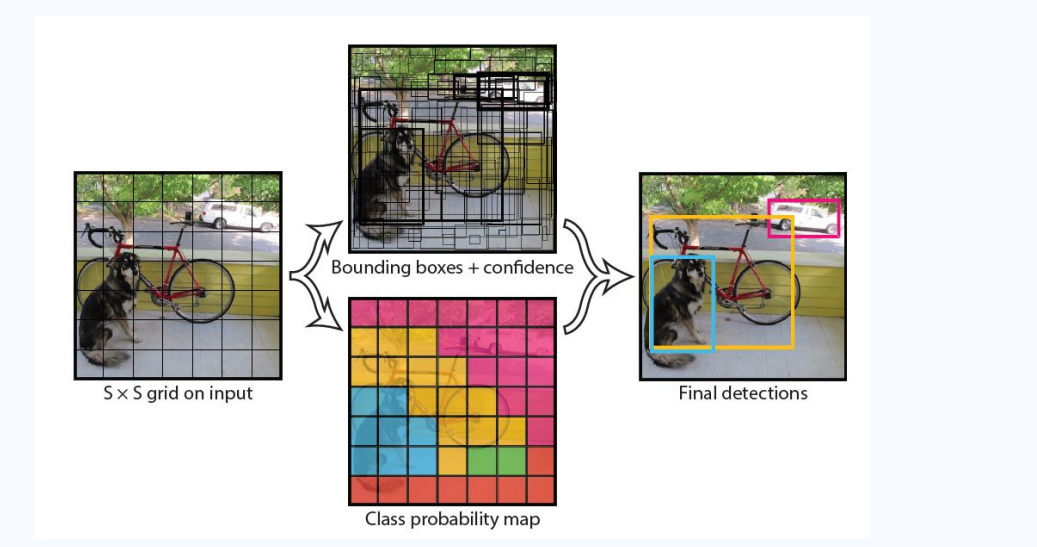 Bounding boxes + confidence
S × S grid on input
Final detections
Class probability map